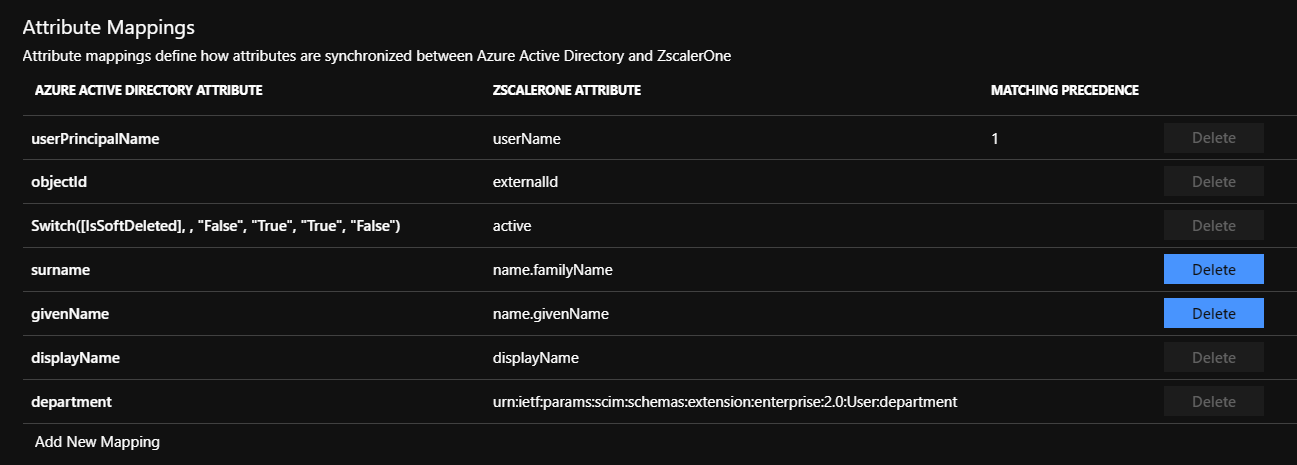 Attribute Mappings
Attribute mappings define how attributes are synchronized between Azure Active Directory and ZscalerOne
AZURE ACTIVE DIRECTORY ATTRIBUTE ZSCALERONE ATTRIBUTE MATCHING PRECEDENCE
userPrincipalName userName 1 Delete
objectId externalId Delete
Switch([IsSoftDeleted], , "False", "True", "True", "False") active Delete
surname name.familyName Delete
givenName name.givenName Delete
displayName displayName Delete
department urn:ietf:params:scim:schemas:extension:enterprise:2.0:User:department Delete
Add New Mapping